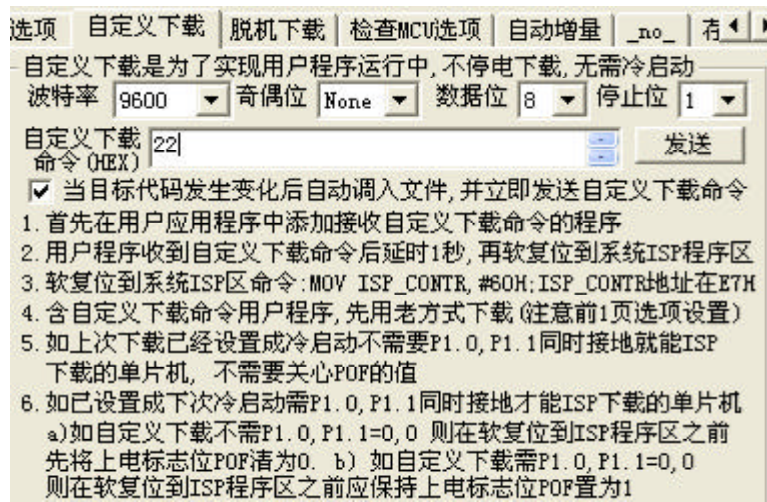 选项 自定义下载 脱机下载 检查MCU选项 自动增量 _no_ 存
自定义下载是为了实现用户程序运行中,不停电下载,无需冷启动
波特率 9600 奇偶位 None 数据位 8 停止位 1
自定义下载
命令(HEX) 22 发送
当目标代码发生变化后自动调入文件,并立即发送自定义下载命令
1.首先在用户应用程序中添加接收自定义下载命令的程序
2.用户程序收到自定义下载命令后延时1秒,再软复位到系统ISP程序区
3.软复位到系统ISP区命令:MOV ISP_CONTR,#60H;ISP_CONTR地址在E7H
4.含自定义下载命令用户程序,先用老方式下载(注意前1页选项设置)
5.如上次下载已经设置成冷启动不需要P1.0,P1.1同时接地就能ISP
下载的单片机, 不需要关心POF的值
6.如已设置成下次冷启动需P1.0,P1.1同时接地才能ISP下载的单片机
a)如自定义下载不需P1.0,P1.1=0,0 则在软复位到ISP程序区之前
先将上电标志位POF清为0. b) 如自定义下载需P1.0,P1.1=0,0
则在软复位到ISP程序区之前应保持上电标志位POF置为1